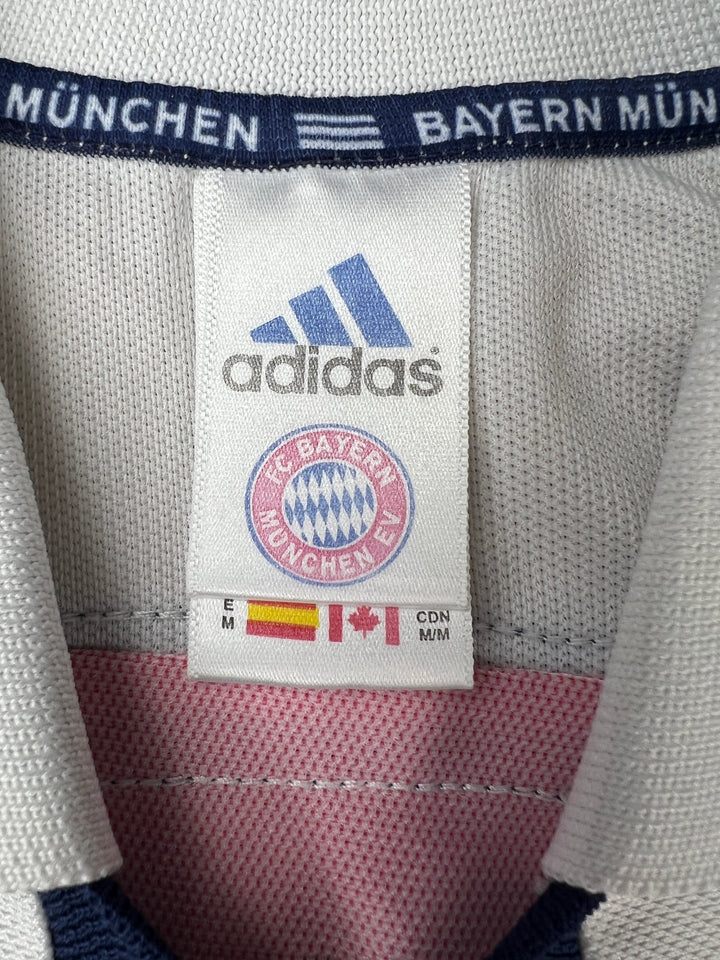 MÜNCHEN BAYERN MÜN
adidas®
FC BAYERN
MÜNCHEN EV
E CDN
M M/M